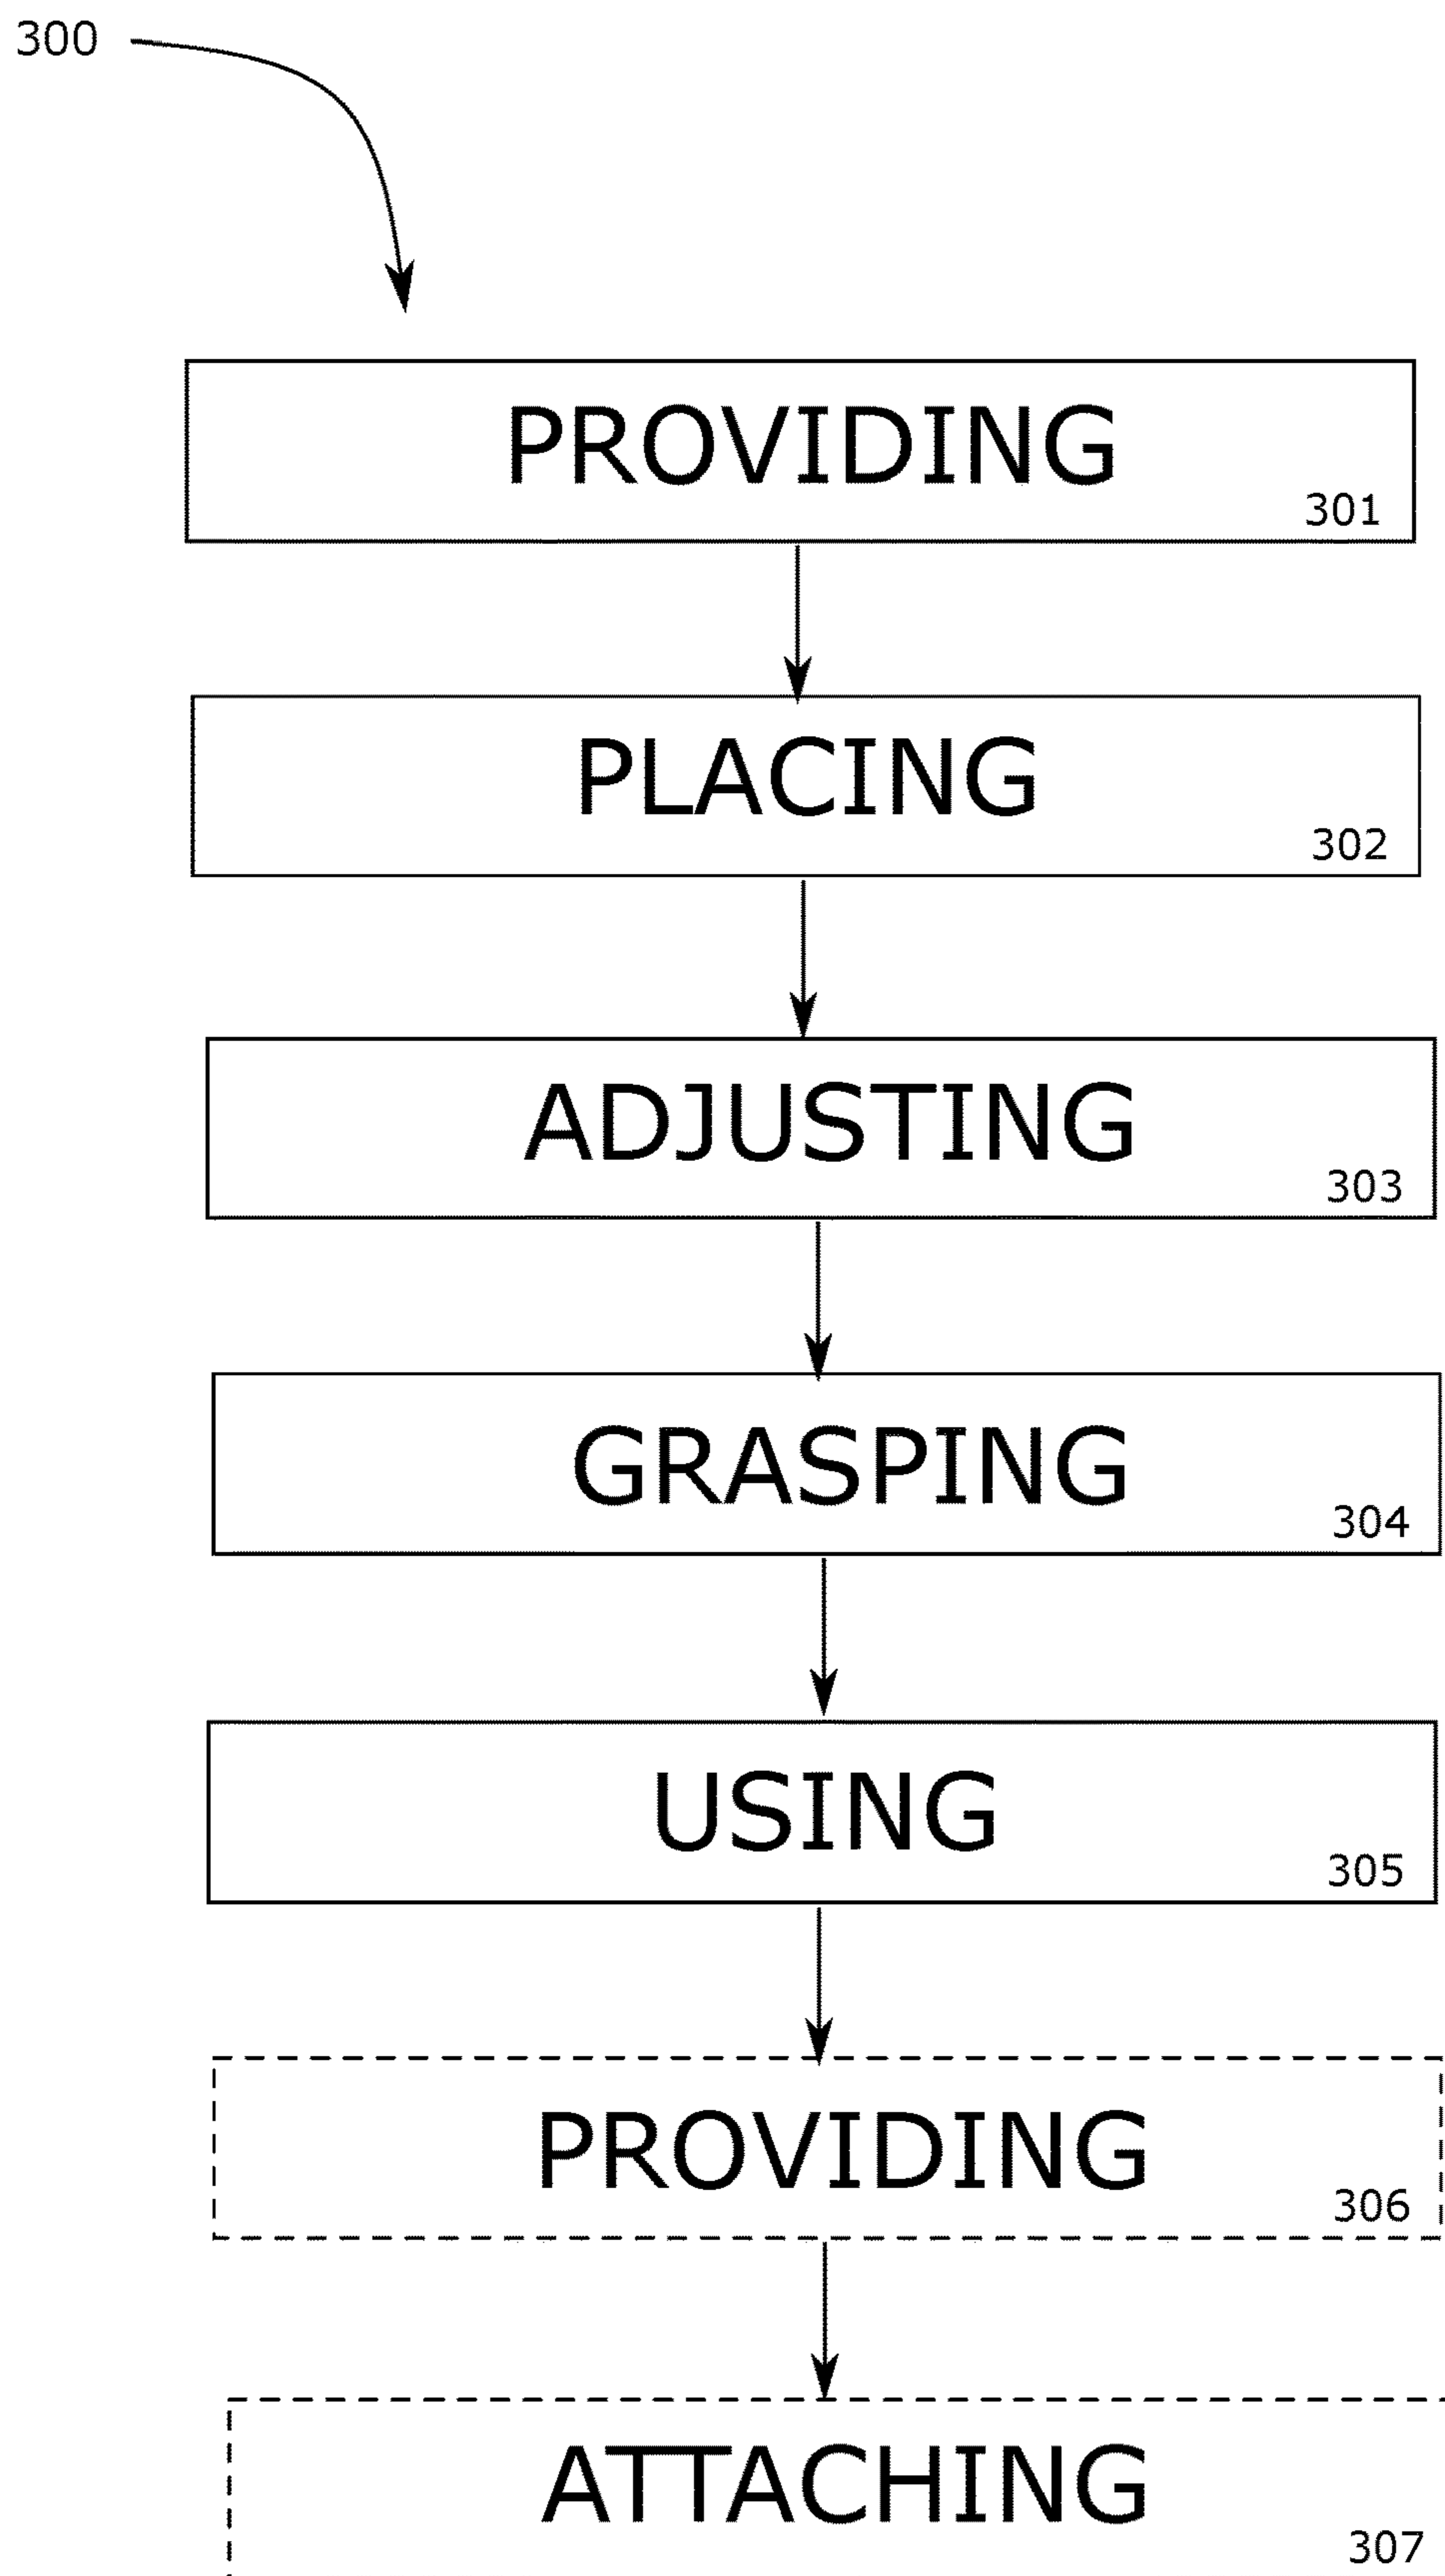 300
PROVIDING
301
PLACING
302
ADJUSTING
303
GRASPING
304
USING
305
PROVIDING
306
ATTACHING
307